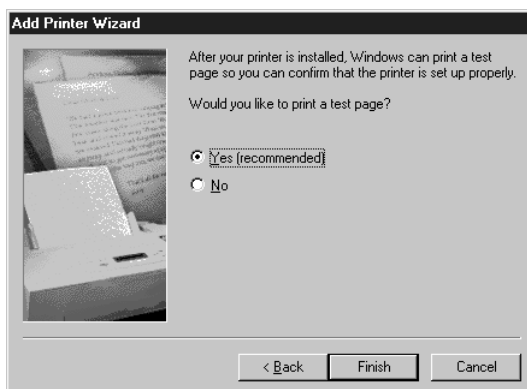 Add Printer Wizard
After your printer is installed, Windows can print a test
page so you can confirm that the printer is set up properly.
Would you like to print a test page?
Yes (recommended)
No
< Back
Finish
Cancel